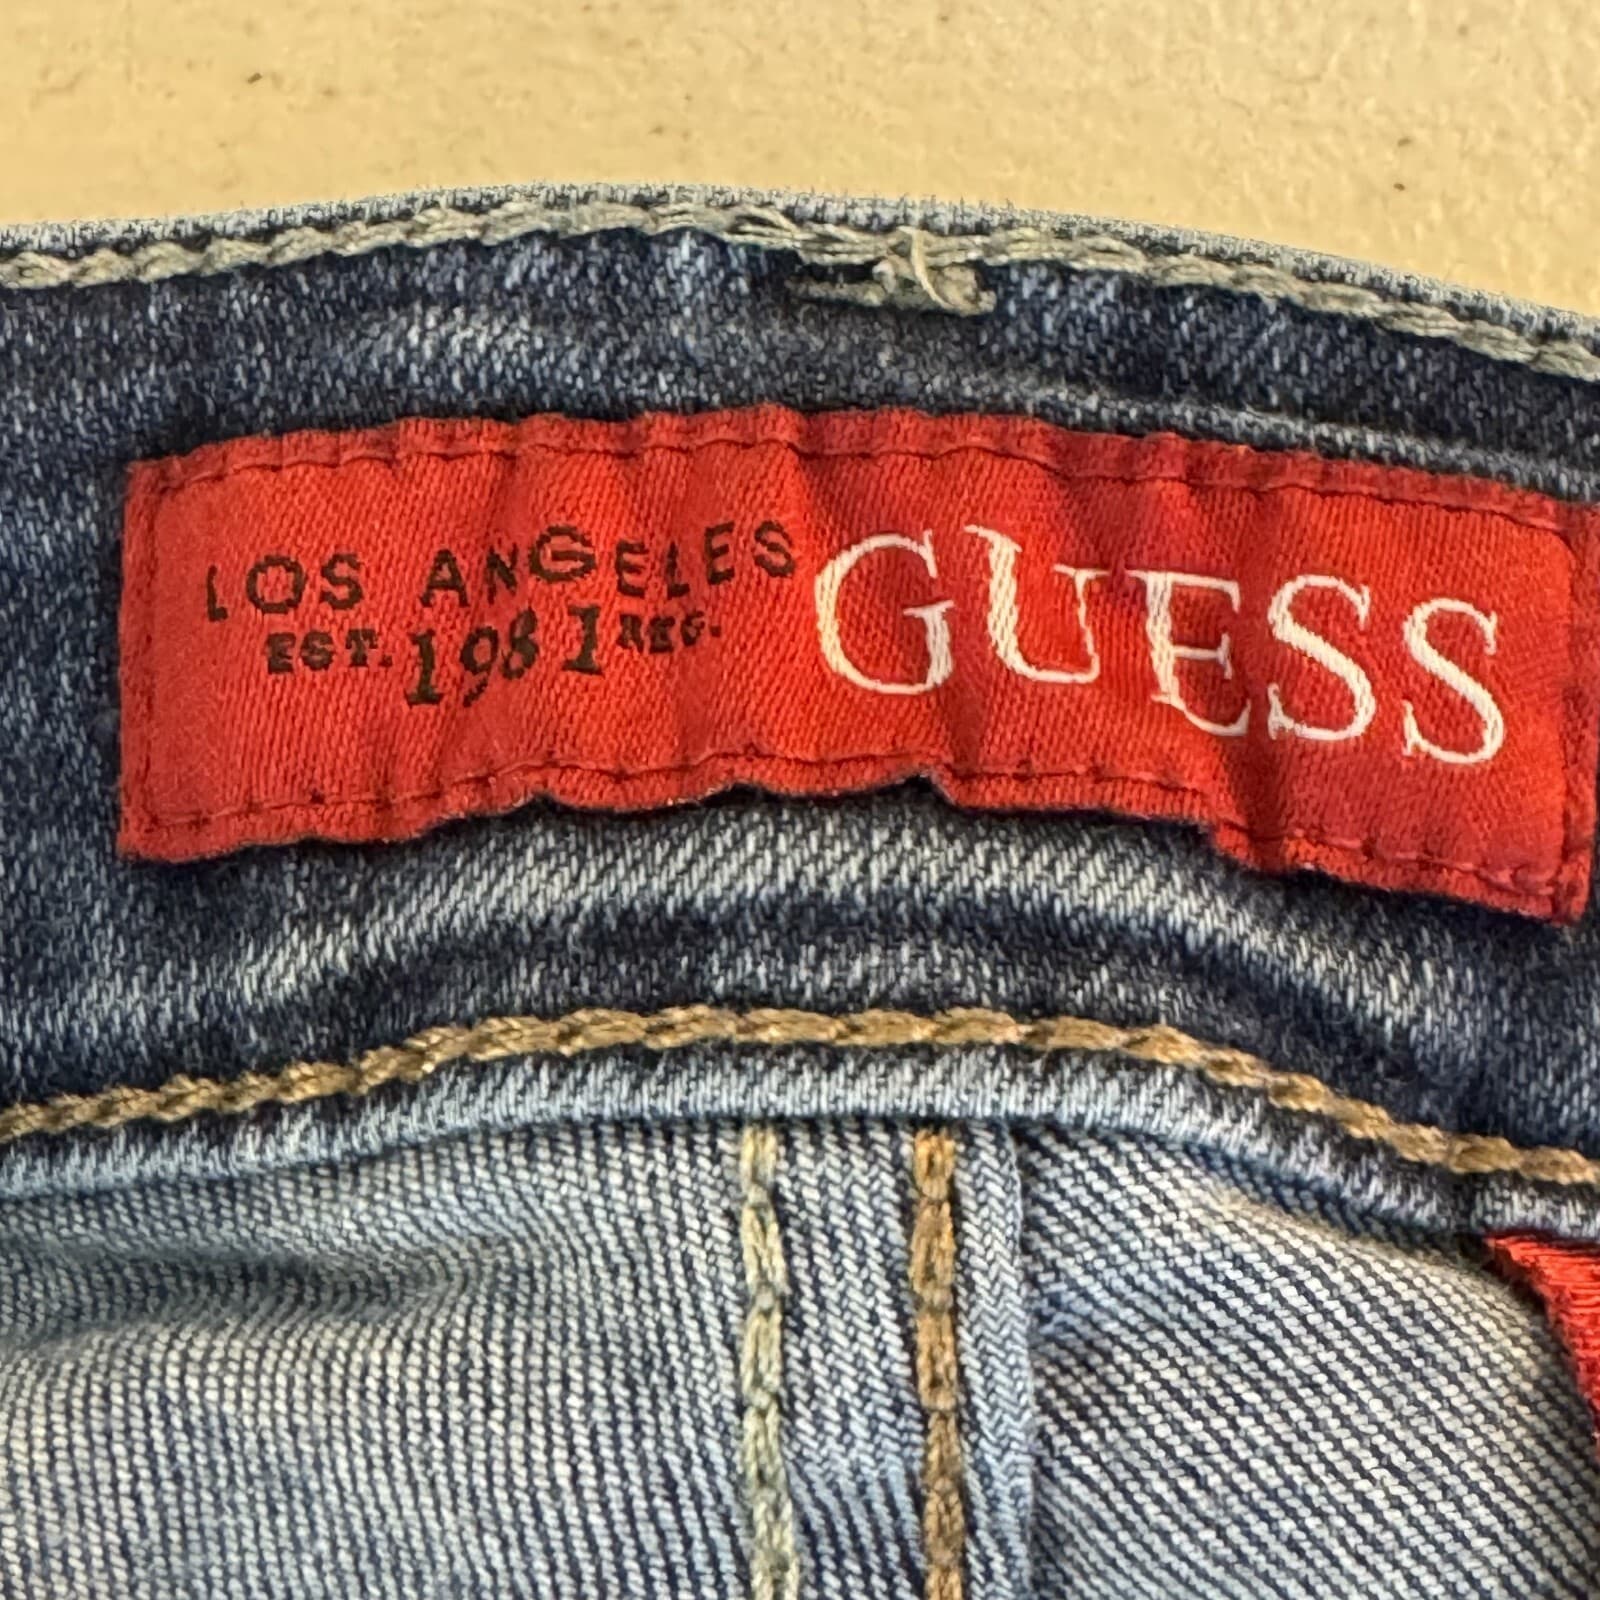 LOS ANGELES
EST. 1981 REG.
GUESS